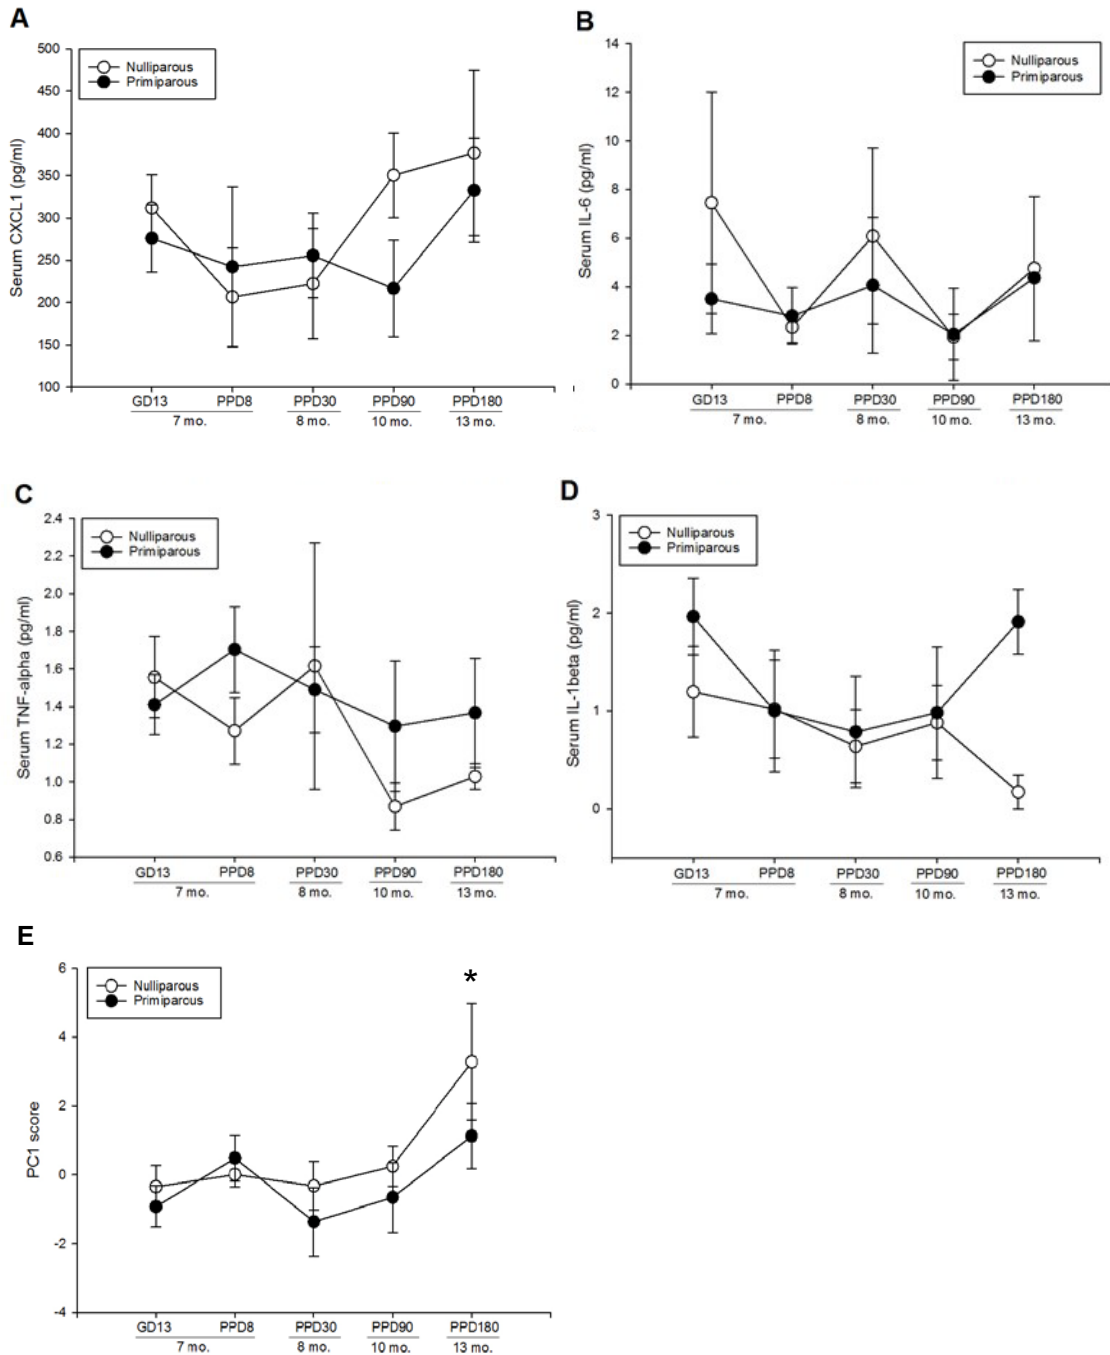 A
500
450
400
350
300
250
200
150
100
Serum CXCL1 (pg/ml)
Nulliparous
Primiparous
GD13 PPD8 PPD30 PPD90 PPD180
7 mo. 8 mo. 10 mo. 13 mo.
B
14
12
10
8
6
4
2
0
Serum IL-6 (pg/ml)
Nulliparous
Primiparous
GD13 PPD8 PPD30 PPD90 PPD180
7 mo. 8 mo. 10 mo. 13 mo.
C
2.4
2.2
2.0
1.8
1.6
1.4
1.2
1.0
0.8
0.6
Serum TNF-alpha (pg/ml)
Nulliparous
Primiparous
GD13 PPD8 PPD30 PPD90 PPD180
7 mo. 8 mo. 10 mo. 13 mo.
D
3
2
1
0
Serum IL-1beta (pg/ml)
Nulliparous
Primiparous
GD13 PPD8 PPD30 PPD90 PPD180
7 mo. 8 mo. 10 mo. 13 mo.
E
6
4
2
0
-2
-4
PC1 score
Nulliparous
Primiparous
*
GD13 PPD8 PPD30 PPD90 PPD180
7 mo. 8 mo. 10 mo. 13 mo.